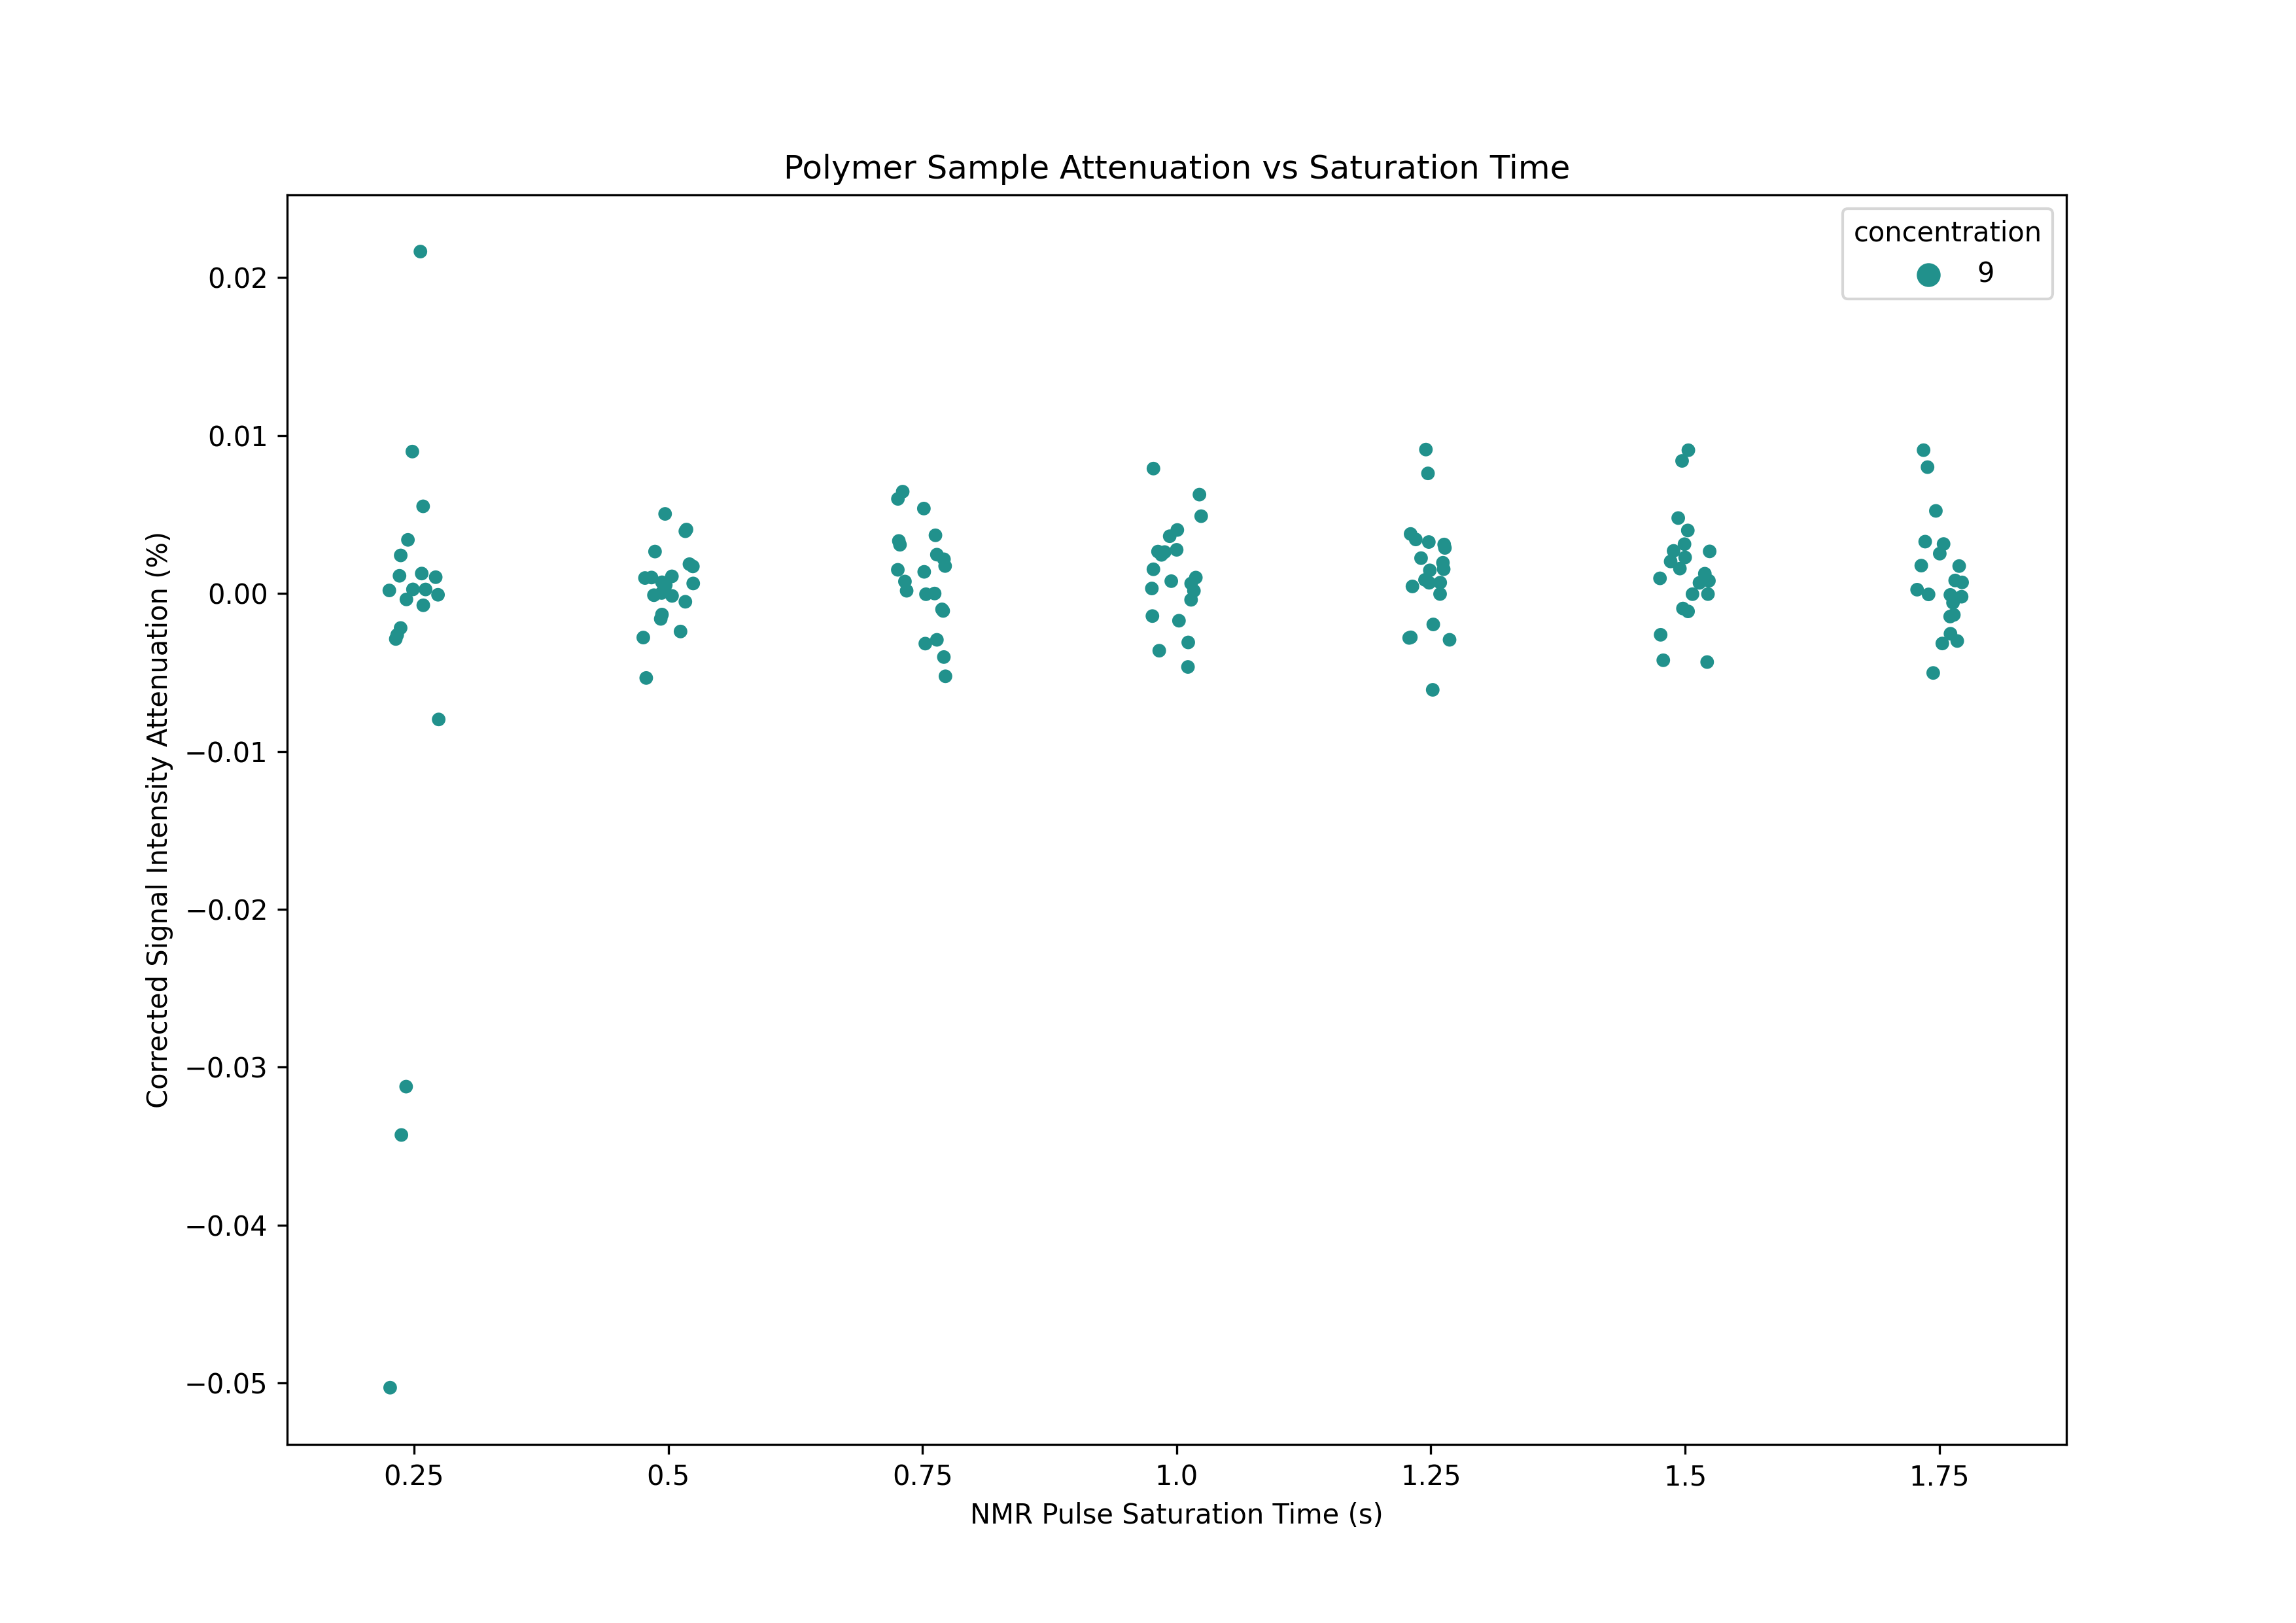 Polymer Sample Attenuation vs Saturation Time
concentration
9
0.02
0.01
0.00
−0.01
−0.02
−0.03
−0.04
−0.05
Corrected Signal Intensity Attenuation (%)
0.25 0.5 0.75 1.0 1.25 1.5 1.75
NMR Pulse Saturation Time (s)